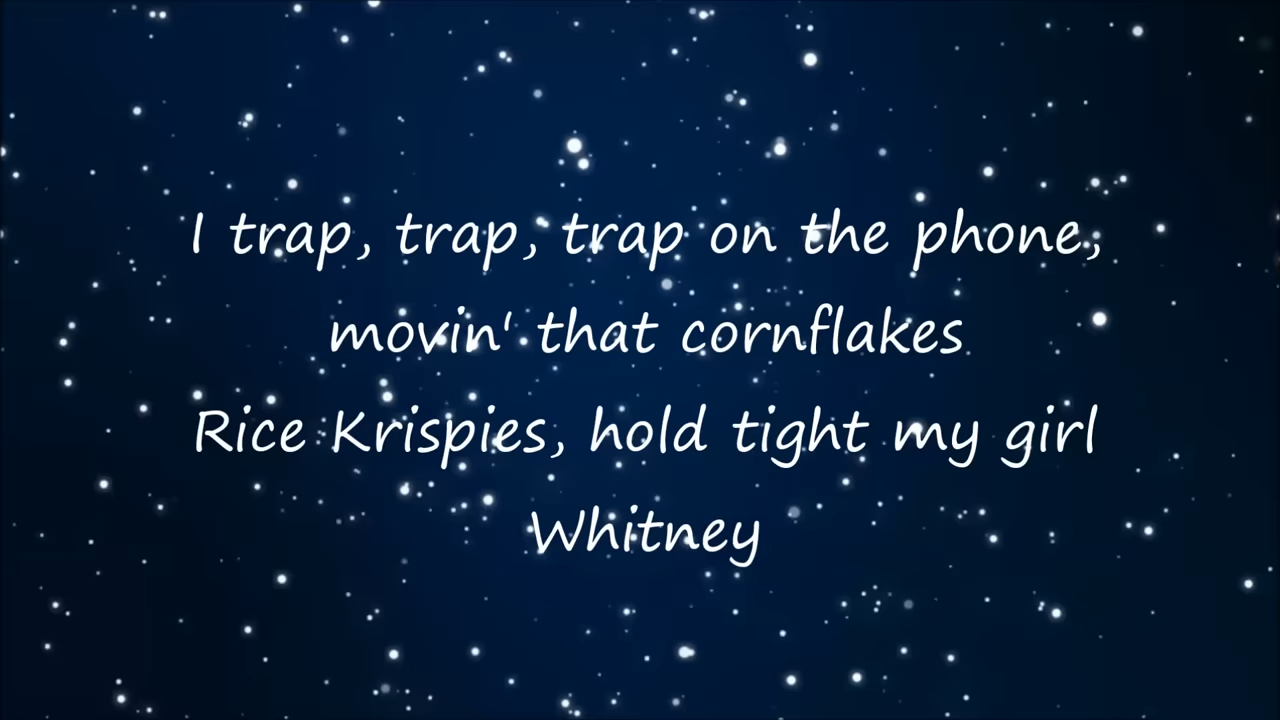 I trap, trap, trap on the phone,
movin' that cornflakes
Rice Krispies, hold tight my girl
Whitney